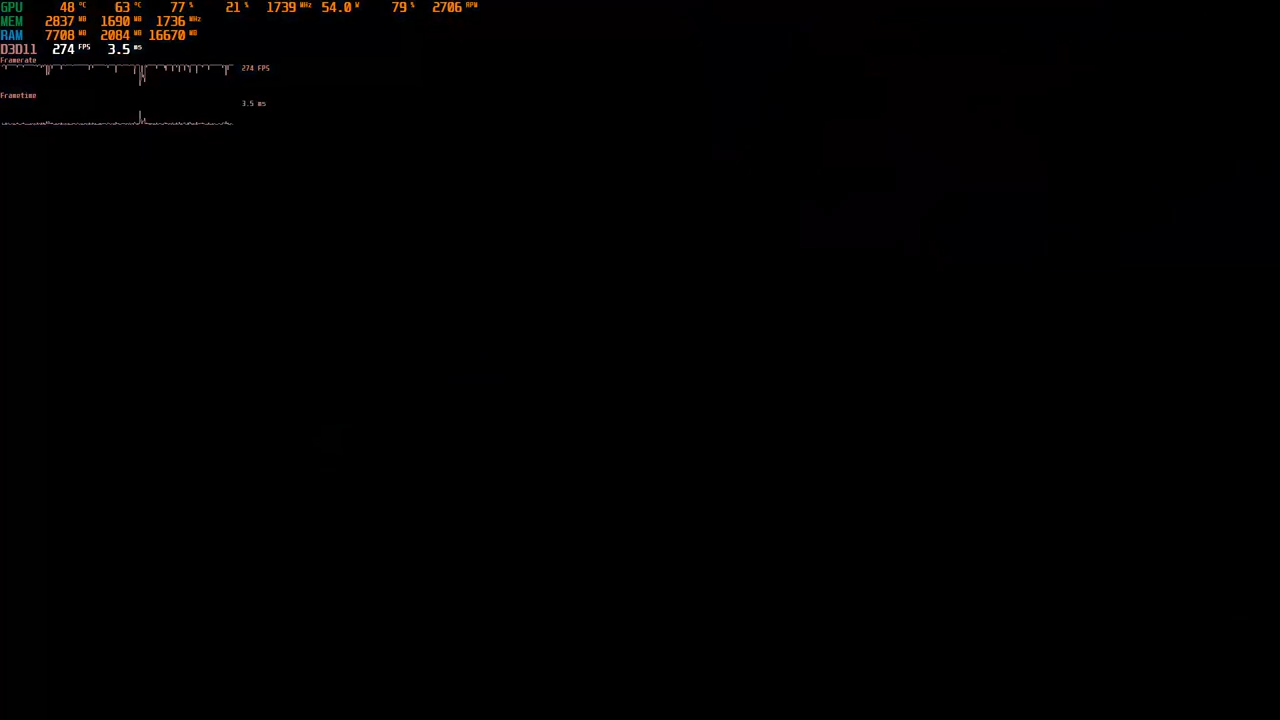 GPU 48 °C 63 °C 77 % 21 % 1739 MHz 54.0 W 79 % 2706 RPM
MEM 2837 MB 1690 MB 1736 MHz
RAM 7708 MB 2084 MB 16670 MB
D3D11 274 FPS 3.5 ms
Framerate
274 FPS
Frametime
3.5 ms